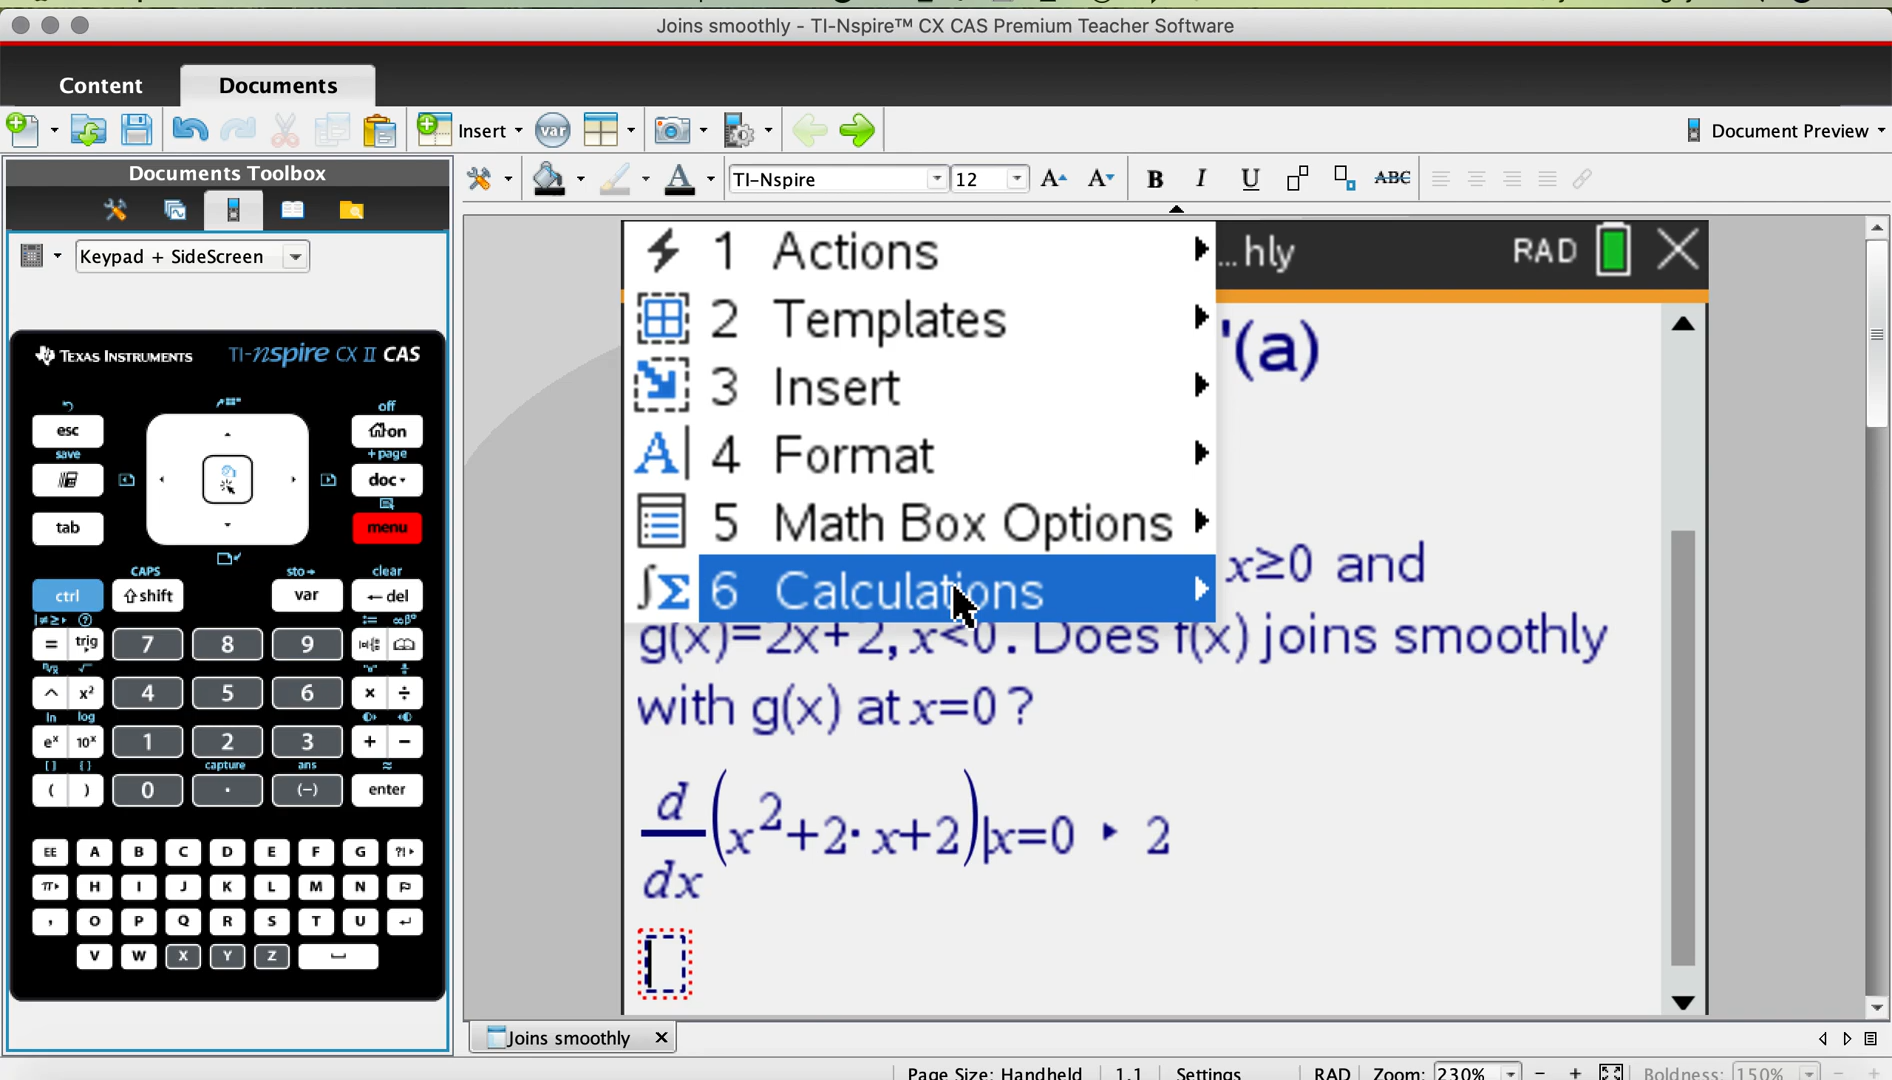 Joins smoothly - TI-Nspire™ CX CAS Premium Teacher Software
Content
Documents
Insert
var
Document Preview
Documents Toolbox
TI-Nspire
12
A
A
B
I
U
ABC
Keypad + SideScreen
1 Actions
...hly
RAD
2 Templates
'(a)
3 Insert
4 Format
5 Math Box Options
x≥0 and
6 Calculations
g(x)=2x+2, x<0. Does f(x) joins smoothly
with g(x) at x=0 ?
d/dx(x²+2·x+2)|x=0 ▸ 2
TEXAS INSTRUMENTS
TI-nspire CX II CAS
off
esc
on
save
+ page
doc
tab
menu
CAPS
sto→
clear
ctrl
shift
var
← del
= trig 7 8 9
^ x² 4 5 6 × ÷
ln log
eˣ 10ˣ 1 2 3 + −
[ ] { } capture ans ≈
( ) 0 . (−) enter
EE A B C D E F G ?!▸
π▸ H I J K L M N
, O P Q R S T U ↵
V W X Y Z
Joins smoothly
Page Size: Handheld
1.1
Settings
RAD
Zoom: 230%
Boldness: 150%